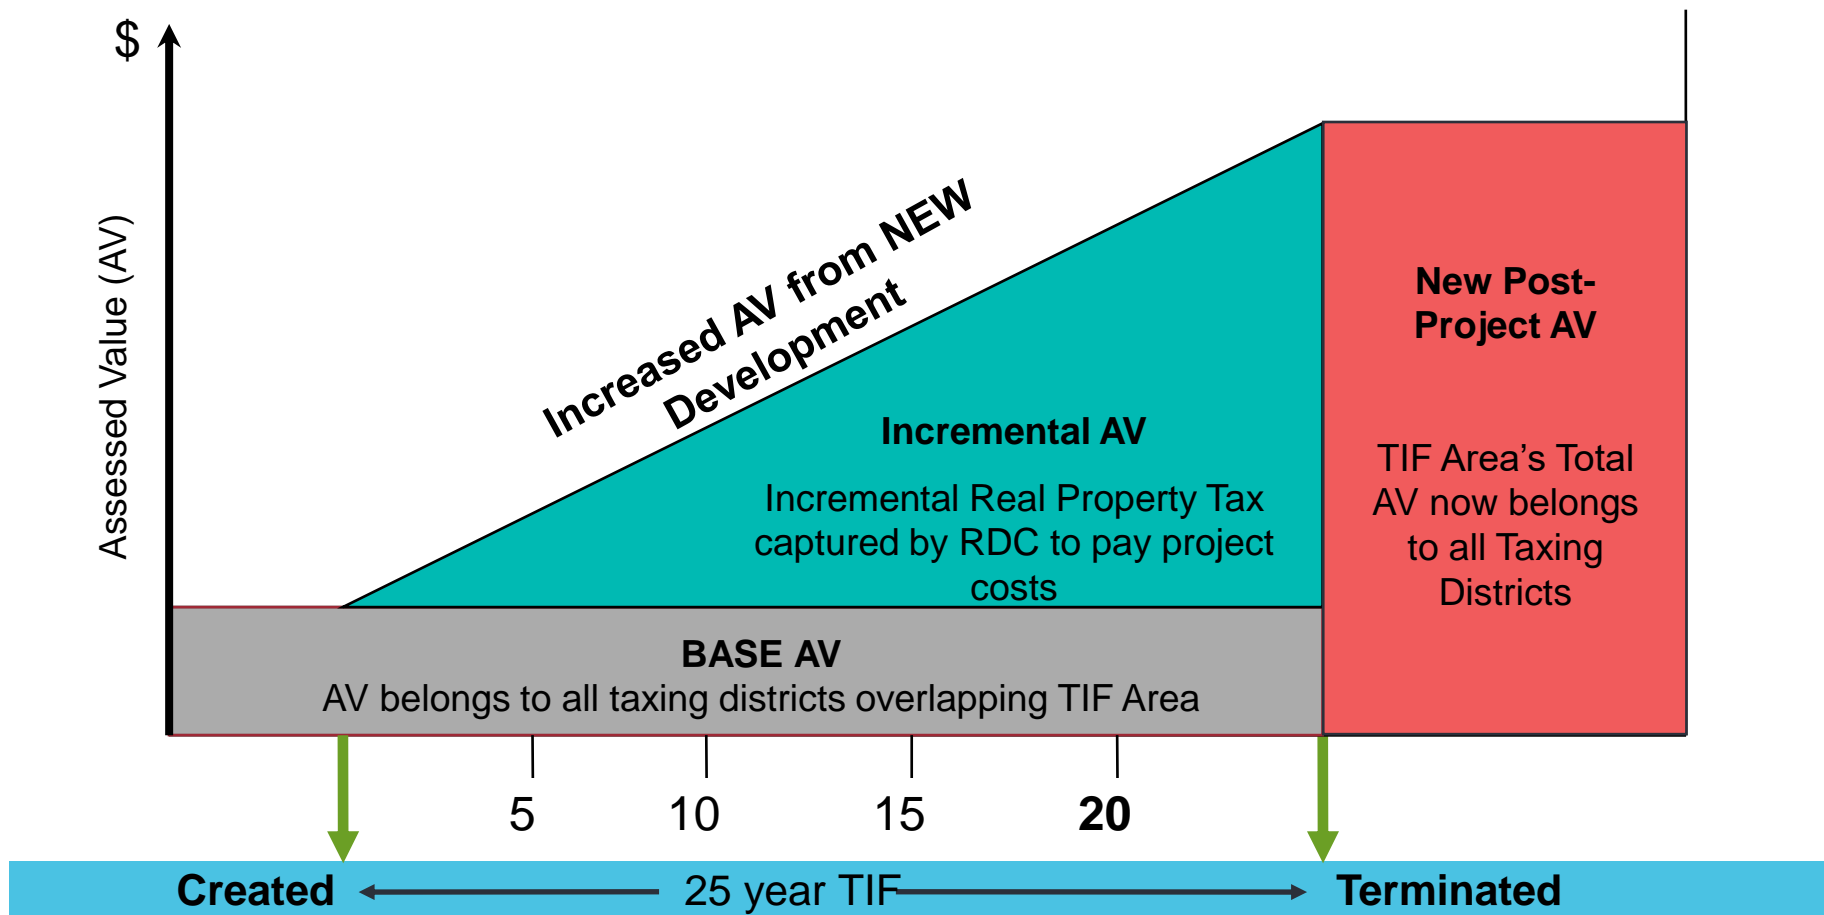 $
Assessed Value (AV)
Increased AV from NEW
Development
Incremental AV
Incremental Real Property Tax
captured by RDC to pay project
costs
New Post-
Project AV
TIF Area’s Total
AV now belongs
to all Taxing
Districts
BASE AV
AV belongs to all taxing districts overlapping TIF Area
5 10 15 20
Created 25 year TIF Terminated